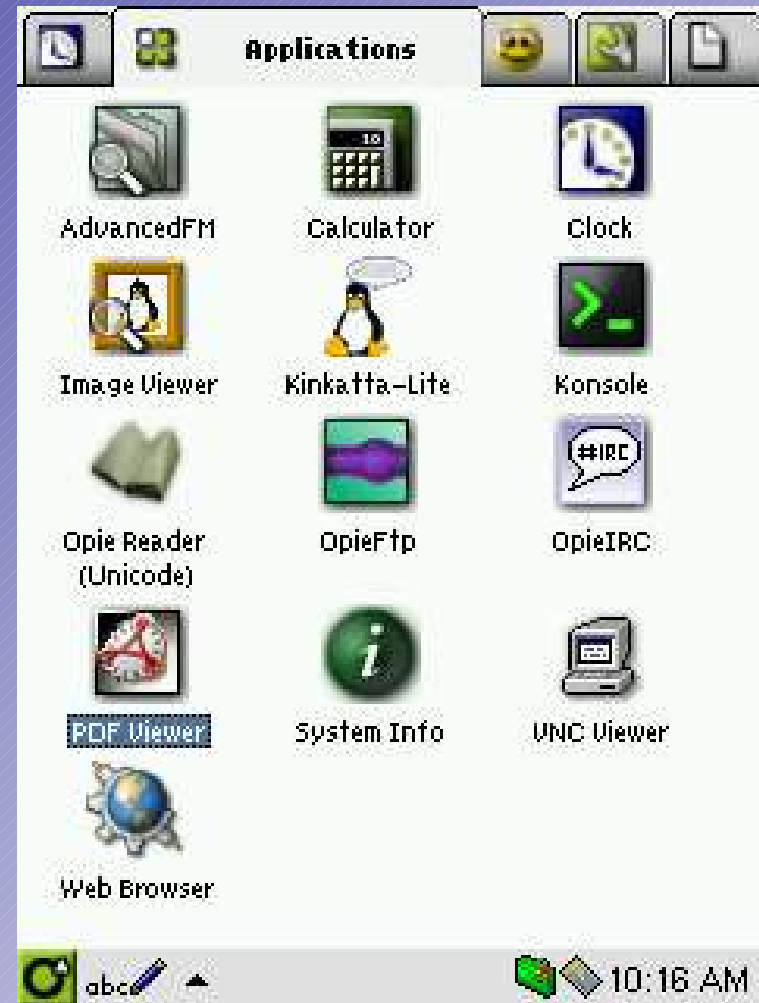 Applications
10
AdvancedFM Calculator Clock
>_
Image Viewer Kinkatta-Lite Konsole
#IRC
Opie Reader OpieFtp OpieIRC
(Unicode)
i
PDF Viewer System Info VNC Viewer
Web Browser
abc 10:16 AM